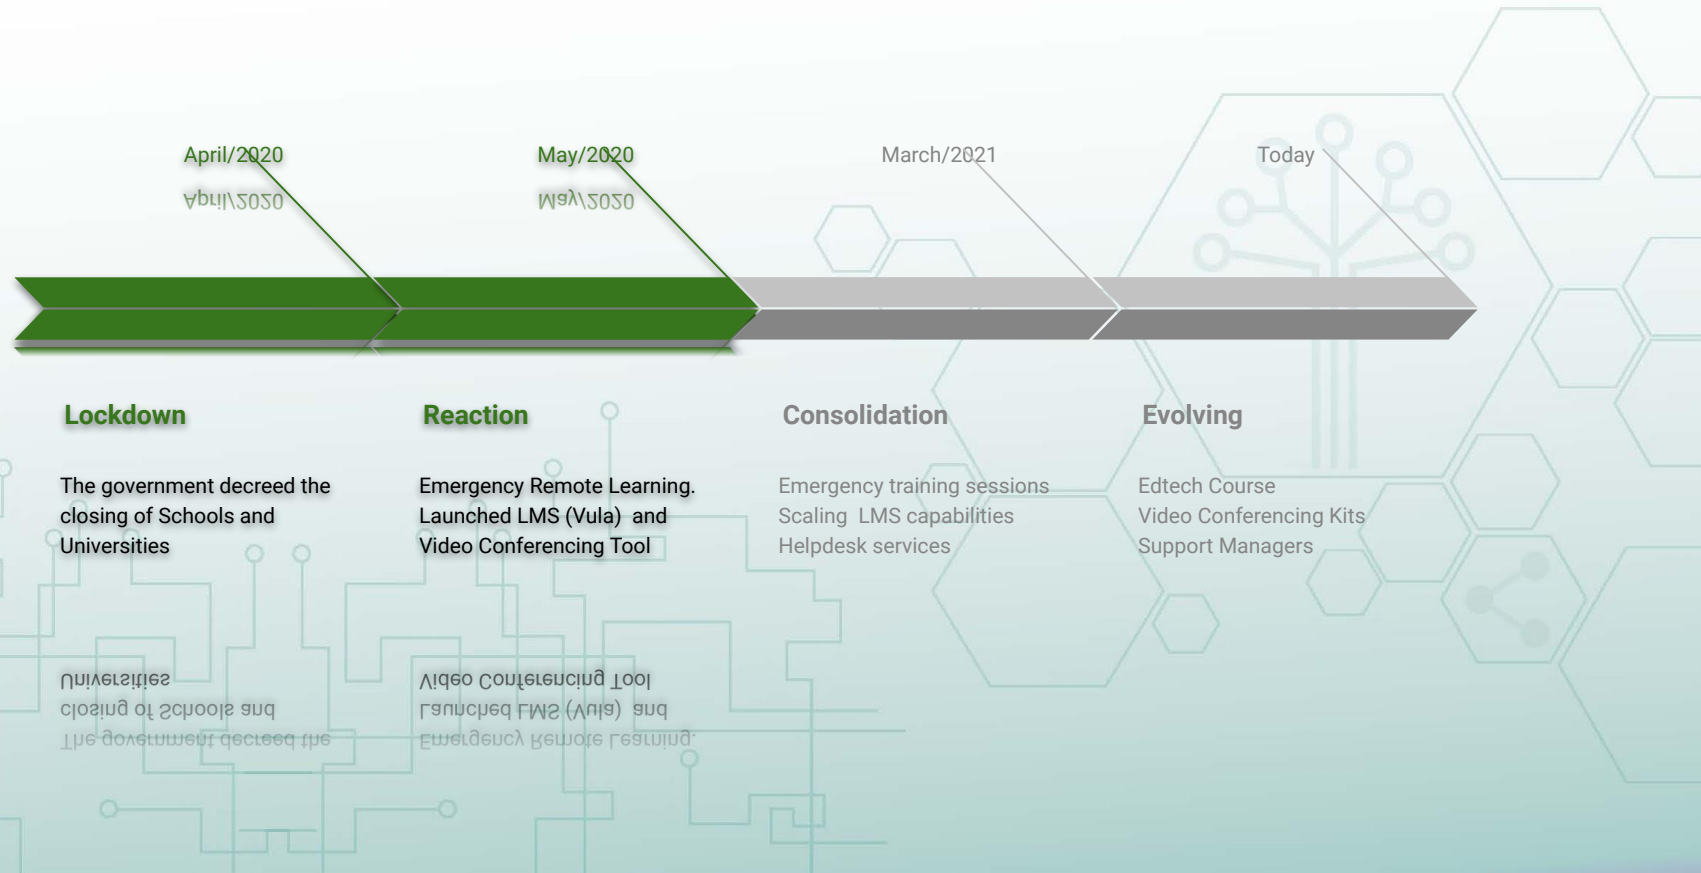 April/2020
May/2020
March/2021
Today
Lockdown
The government decreed the
closing of Schools and
Universities
Reaction
Emergency Remote Learning.
Launched LMS (Vula)  and
Video Conferencing Tool
Consolidation
Emergency training sessions
Scaling  LMS capabilities
Helpdesk services
Evolving
Edtech Course
Video Conferencing Kits
Support Managers